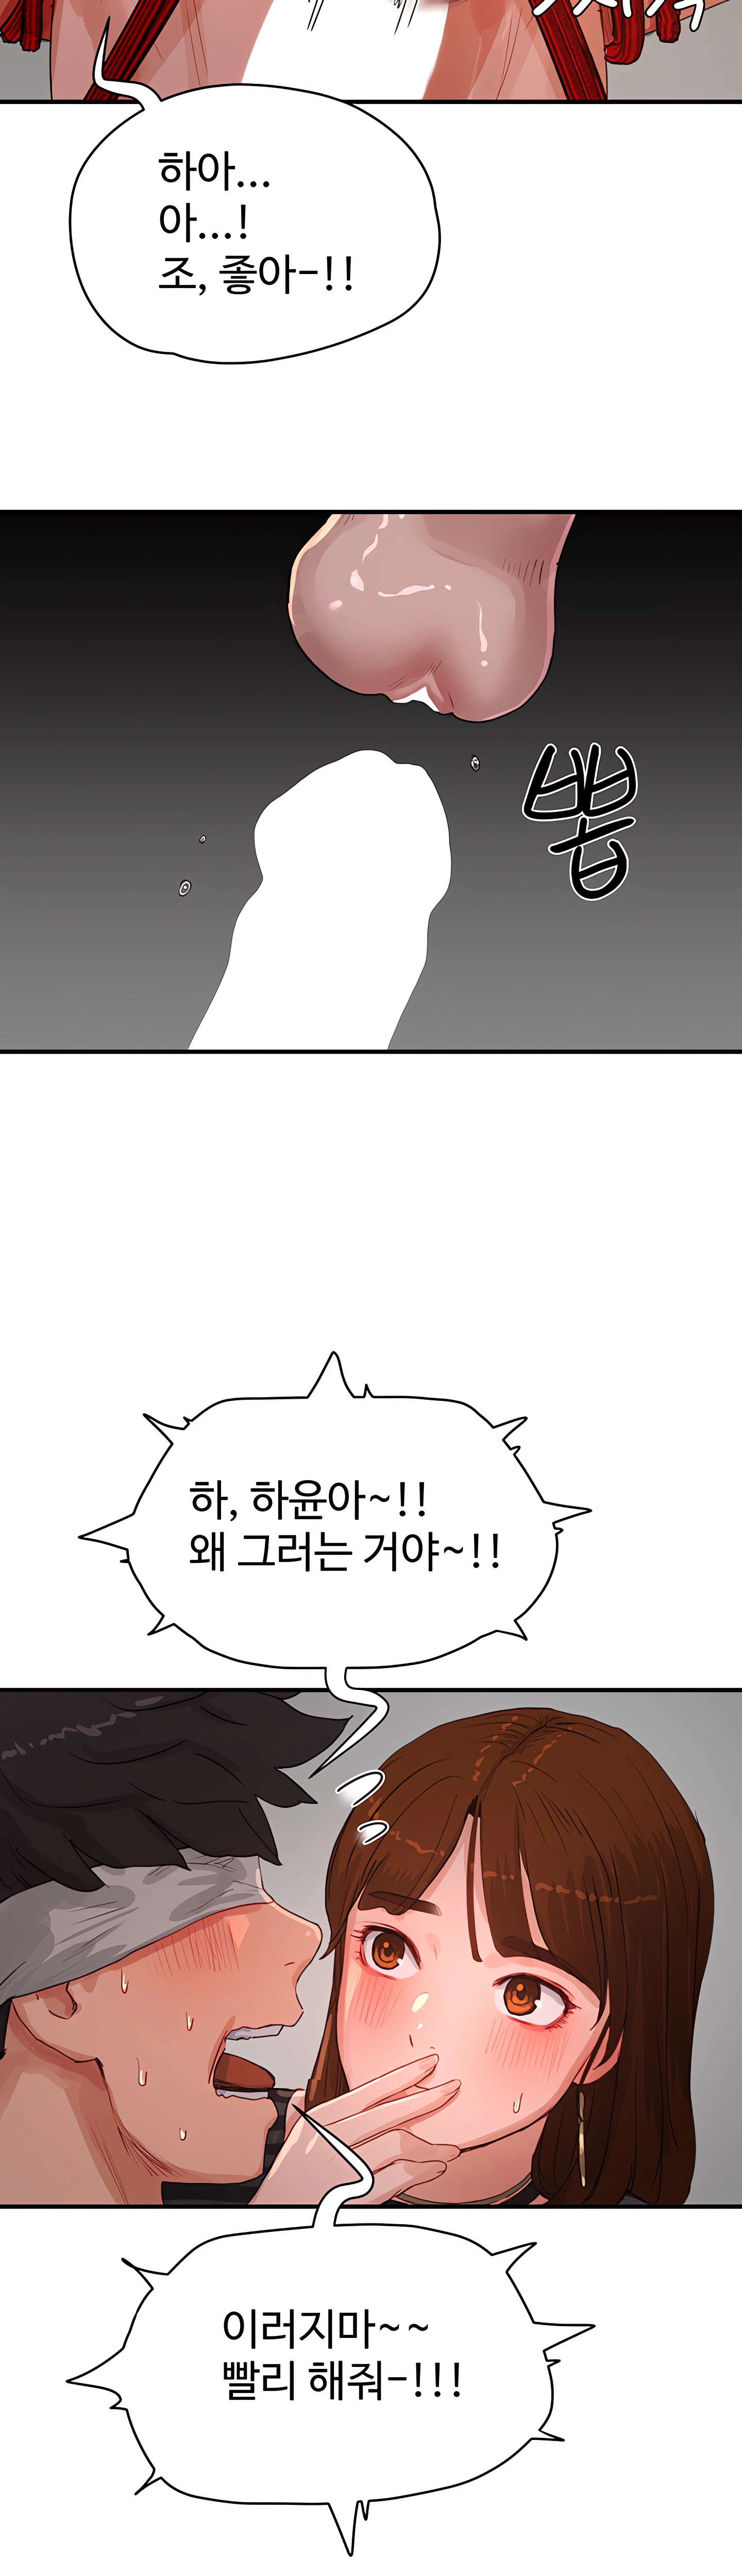 하아...
아...!
조, 좋아-!!
뽑
하, 하윤아~!!
왜 그러는 거야~!!
이러지마~~
빨리 해줘-!!!